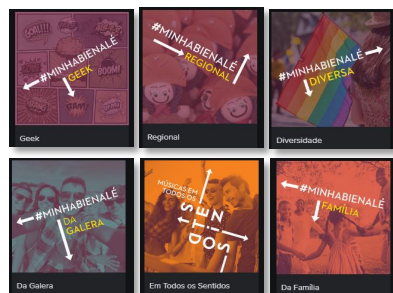 #MINHABIENALÉ
GEEK
BOOM!
Geek
#MINHABIENALÉ
REGIONAL
Regional
#MINHABIENALÉ
DIVERSA
Diversidade
#MINHABIENALÉ
DA
GALERA
Da Galera
MÚSICAS EM
TODOS OS
SENTIDOS
Em Todos os Sentidos
#MINHABIENALÉ
FAMÍLIA
Da Família